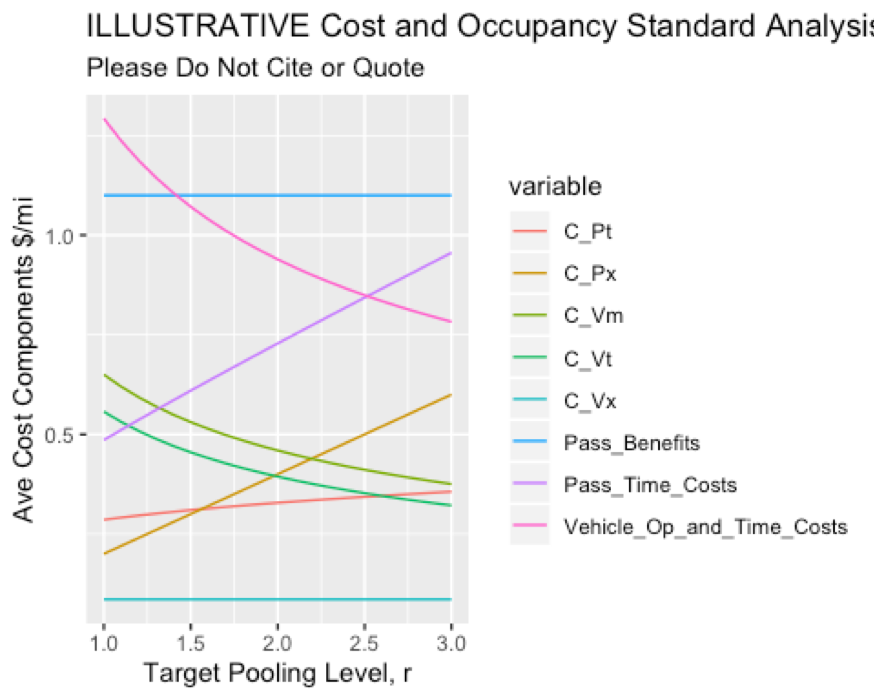 ILLUSTRATIVE Cost and Occupancy Standard Analysis
Please Do Not Cite or Quote
Ave Cost Components $/mi
1.0
0.5
1.0 1.5 2.0 2.5 3.0
Target Pooling Level, r
variable
C_Pt
C_Px
C_Vm
C_Vt
C_Vx
Pass_Benefits
Pass_Time_Costs
Vehicle_Op_and_Time_Costs